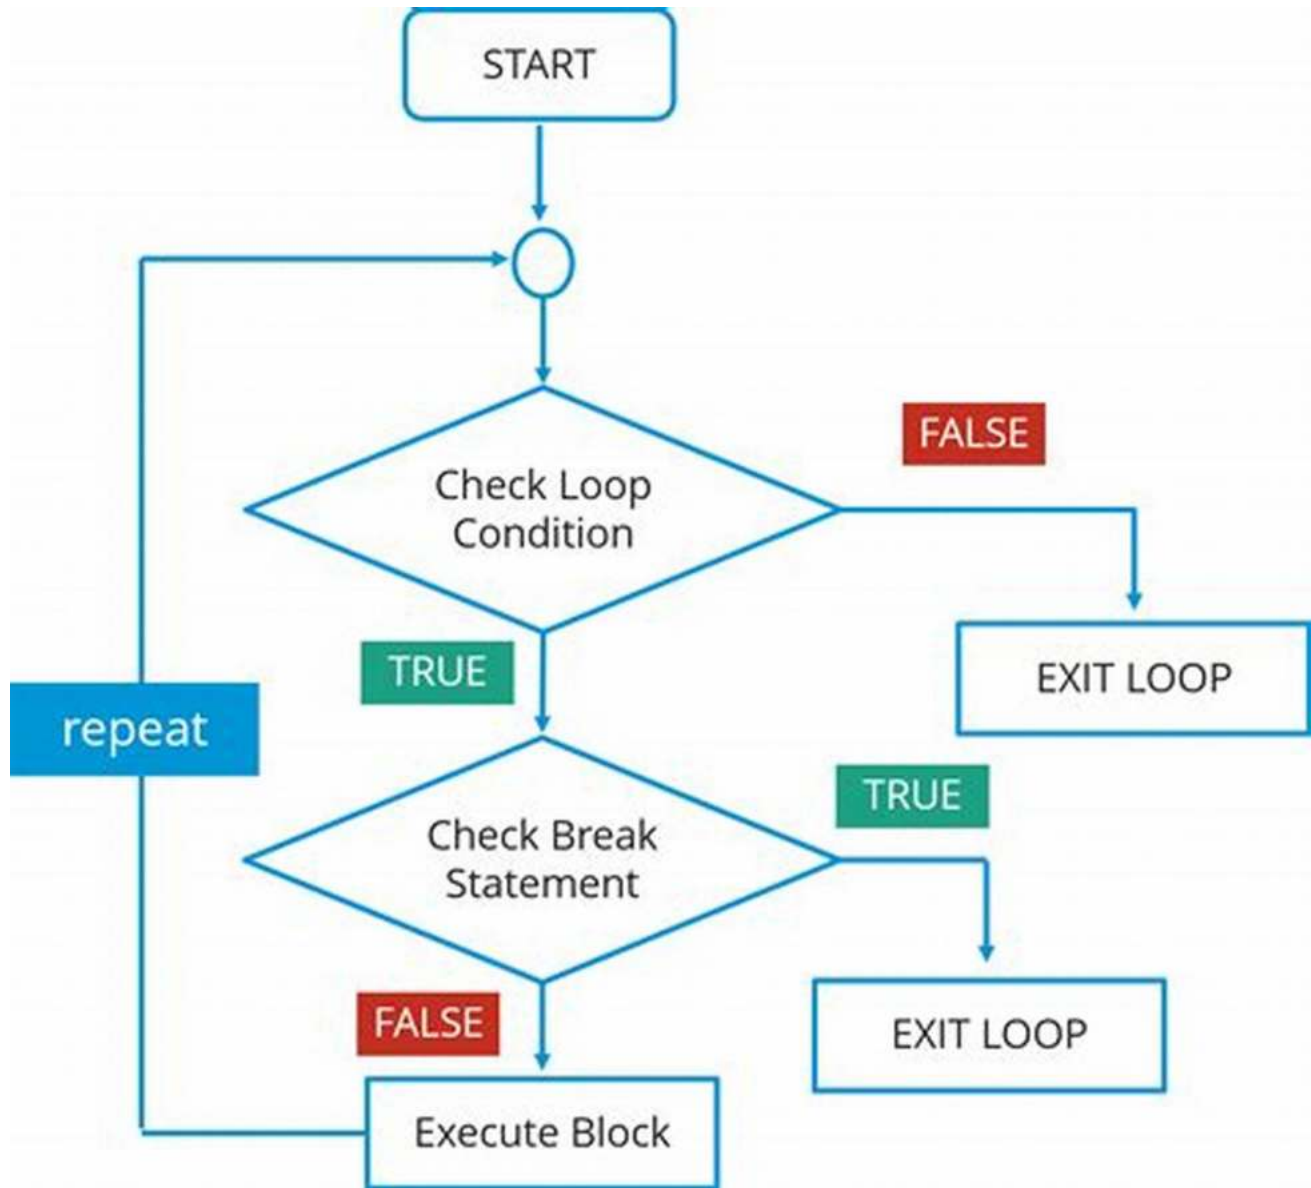 START
FALSE
Check Loop
Condition
TRUE
EXIT LOOP
repeat
TRUE
Check Break
Statement
FALSE
EXIT LOOP
Execute Block